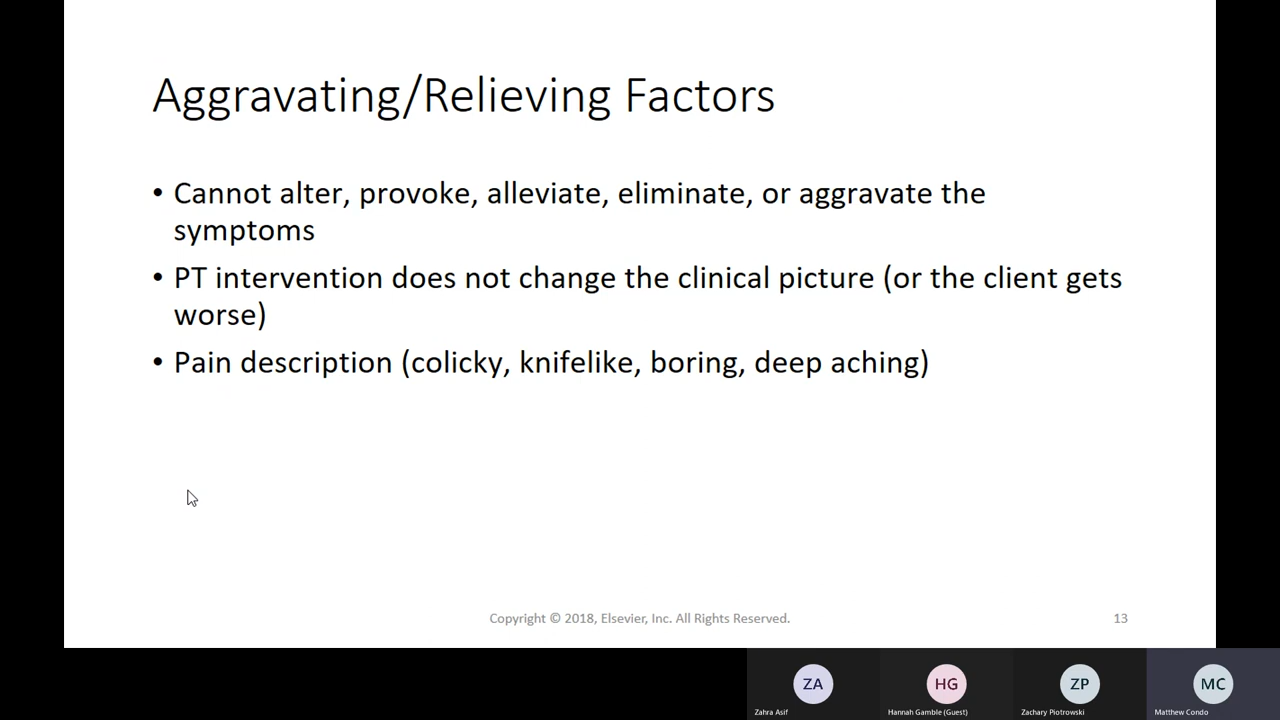 Aggravating/Relieving Factors
• Cannot alter, provoke, alleviate, eliminate, or aggravate the
symptoms
• PT intervention does not change the clinical picture (or the client gets
worse)
• Pain description (colicky, knifelike, boring, deep aching)
Copyright © 2018, Elsevier, Inc. All Rights Reserved.
13
ZA
HG
ZP
MC
Zahra Asif
Hannah Gamble (Guest)
Zachary Piotrowski
Matthew Condo